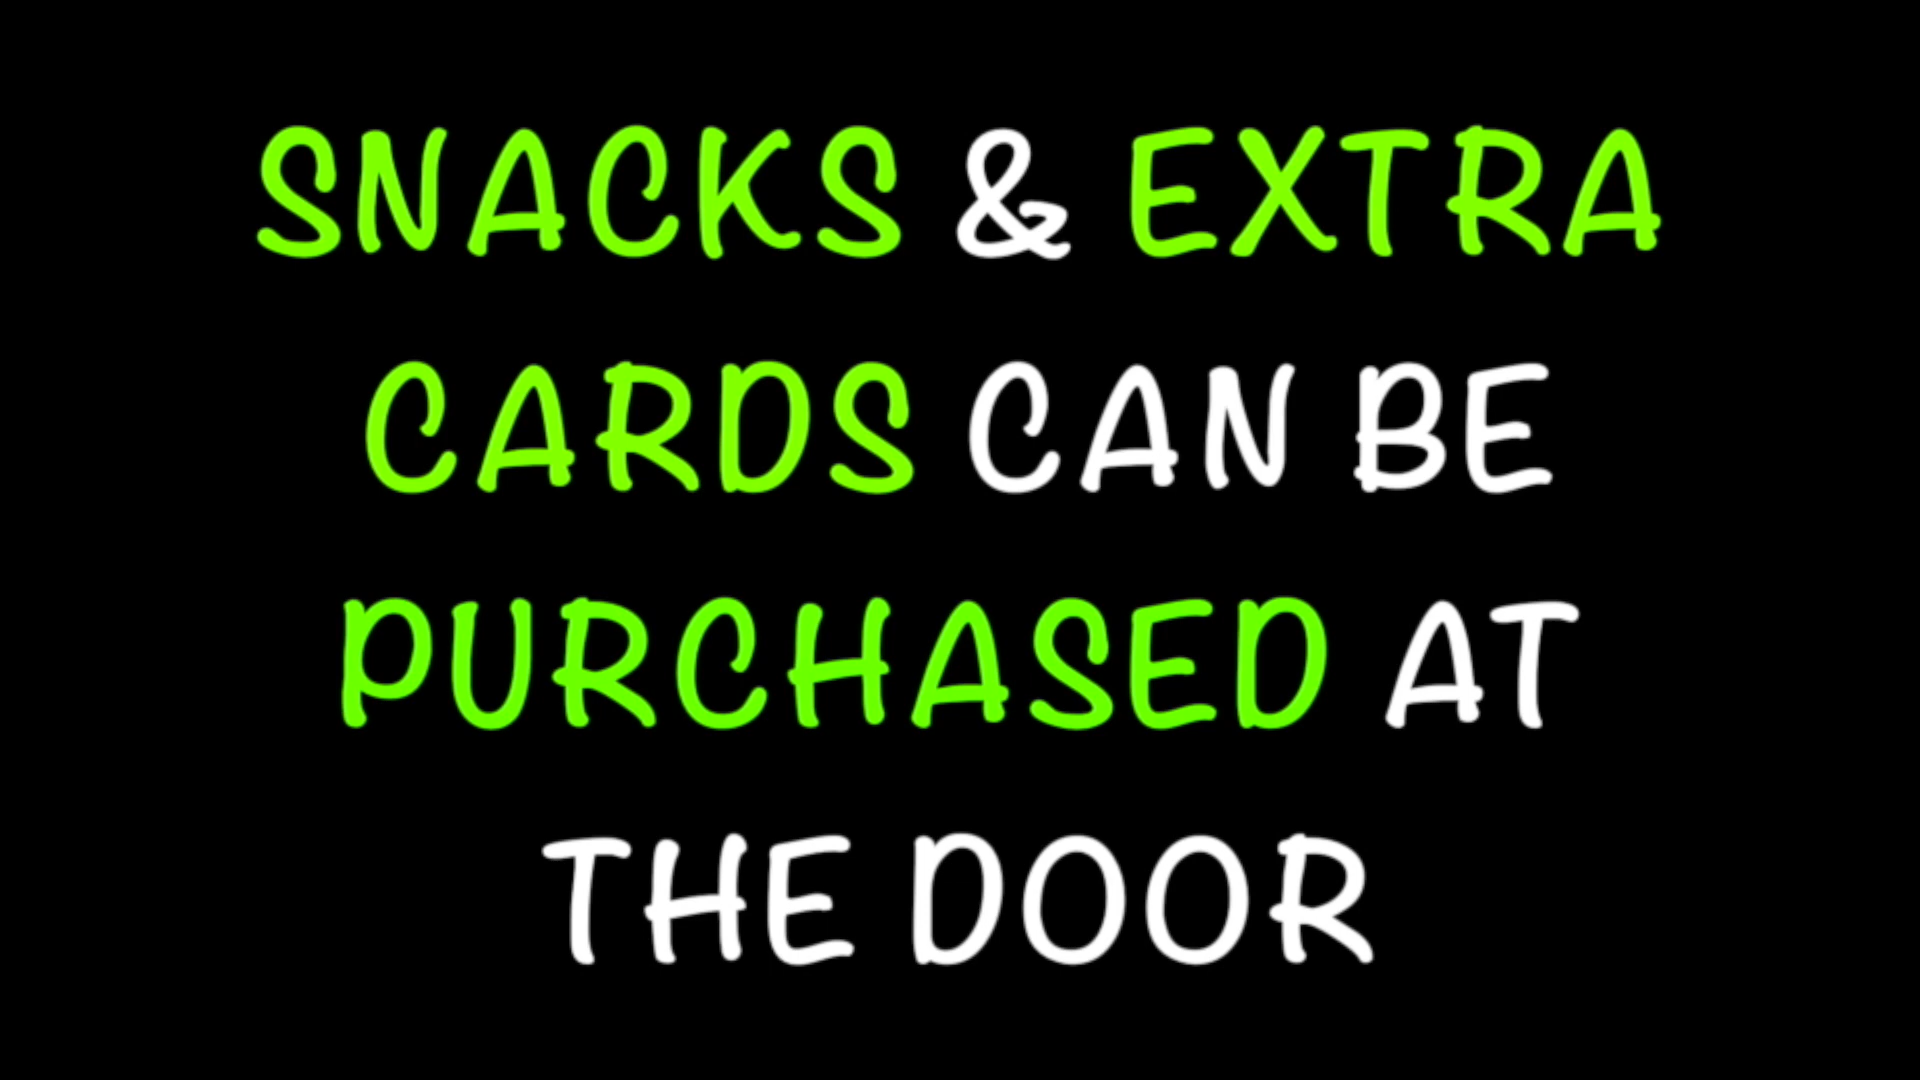 SNACKS & EXTRA
CARDS CAN BE
PURCHASED AT
THE DOOR